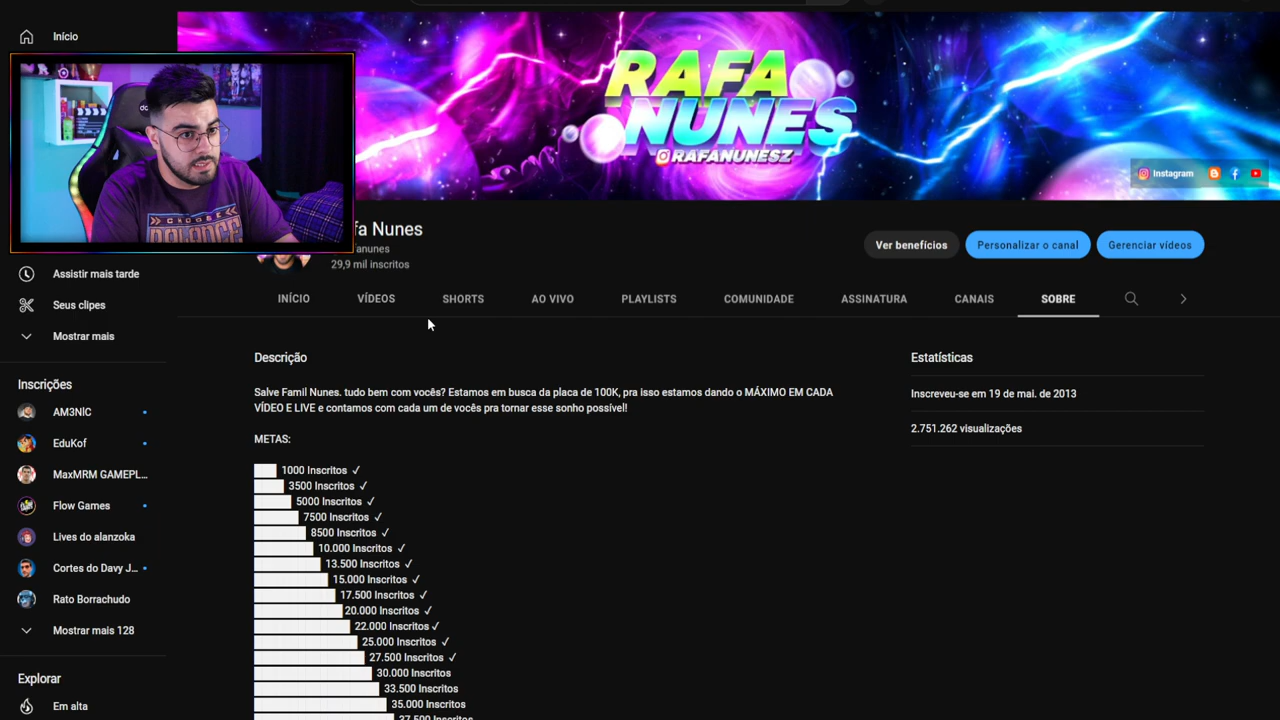 Início
RAFA
NUNES
@RAFANUNESZ
Instagram
CHOOSE
BALANCE
fa Nunes
anunes
29,9 mil inscritos
Ver benefícios
Personalizar o canal
Gerenciar vídeos
Assistir mais tarde
Seus clipes
Mostrar mais
INÍCIO
VÍDEOS
SHORTS
AO VIVO
PLAYLISTS
COMUNIDADE
ASSINATURA
CANAIS
SOBRE
Inscrições
AM3NİC
EduKof
MaxMRM GAMEPL...
Flow Games
Lives do alanzoka
Cortes do Davy J...
Rato Borrachudo
Mostrar mais 128
Explorar
Em alta
Descrição
Salve Famil Nunes. tudo bem com vocês? Estamos em busca da placa de 100K, pra isso estamos dando o MÁXIMO EM CADA
VÍDEO E LIVE e contamos com cada um de vocês pra tornar esse sonho possível!
METAS:
1000 Inscritos ✓
3500 Inscritos ✓
5000 Inscritos ✓
7500 Inscritos ✓
8500 Inscritos ✓
10.000 Inscritos ✓
13.500 Inscritos ✓
15.000 Inscritos ✓
17.500 Inscritos ✓
20.000 Inscritos ✓
22.000 Inscritos ✓
25.000 Inscritos ✓
27.500 Inscritos ✓
30.000 Inscritos
33.500 Inscritos
35.000 Inscritos
37.500 Inscritos
Estatísticas
Inscreveu-se em 19 de mai. de 2013
2.751.262 visualizações